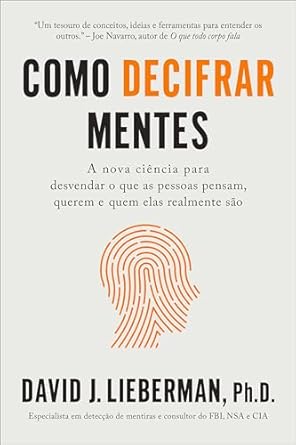 “Um tesouro de conceitos, ideias e ferramentas para entender os
outros.” – Joe Navarro, autor de O que todo corpo fala
COMO DECIFRAR
MENTES
A nova ciência para
desvendar o que as pessoas pensam,
querem e quem elas realmente são
DAVID J. LIEBERMAN, Ph.D.
Especialista em detecção de mentiras e consultor do FBI, NSA e CIA